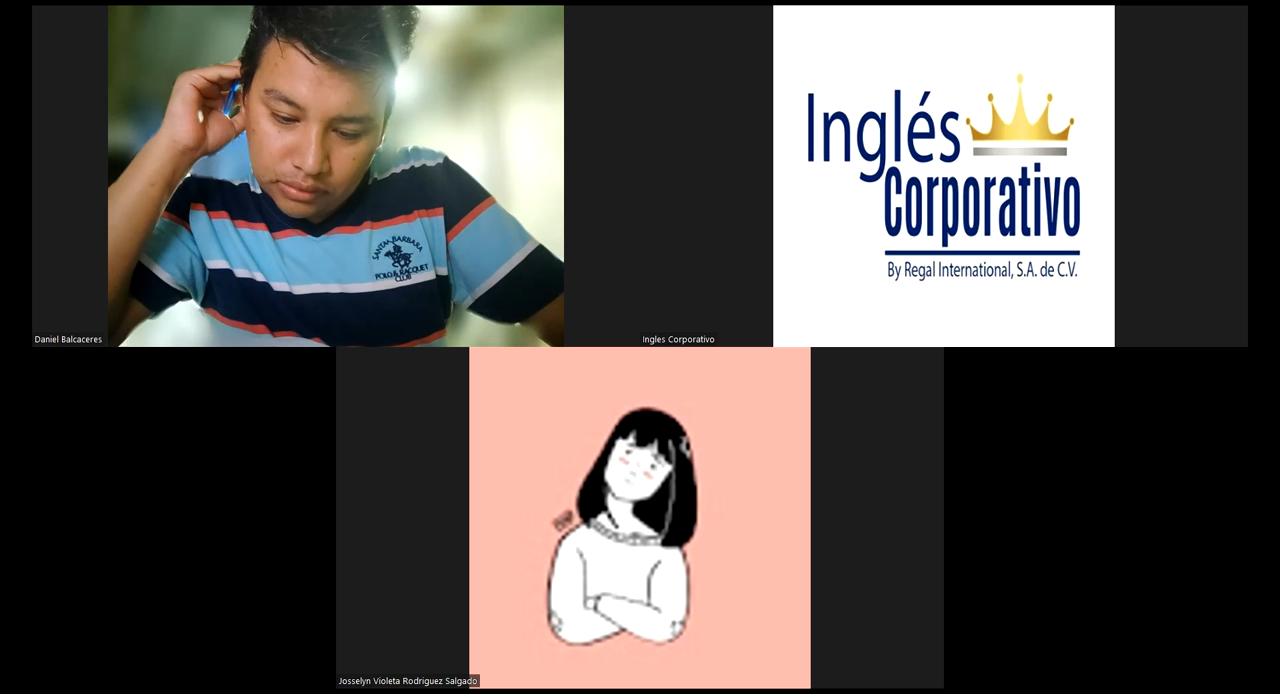 Inglés
Corporativo
By Regal International, S.A. de C.V.
SANTA BARBARA
POLO & RACQUET
CLUB
Daniel Balcaceres
Ingles Corporativo
Josselyn Violeta Rodriguez Salgado